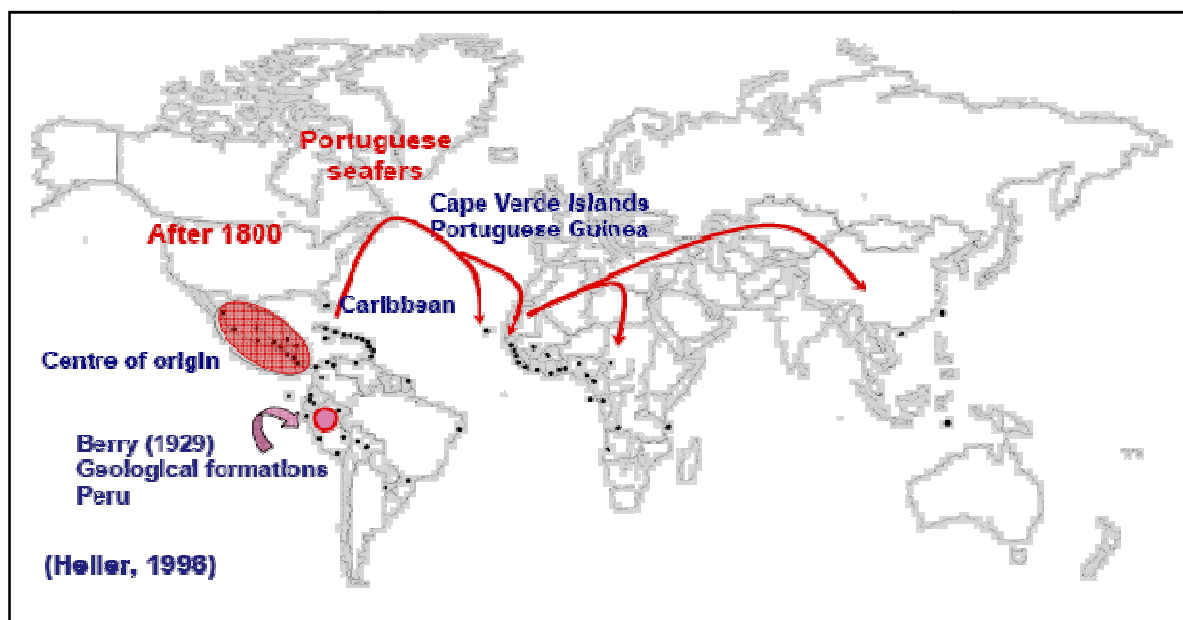 Portuguese
seafers
Cape Verde Islands
Portuguese Guinea
After 1800
Caribbean
Centre of origin
Berry (1929)
Geological formations
Peru
(Heller, 1996)